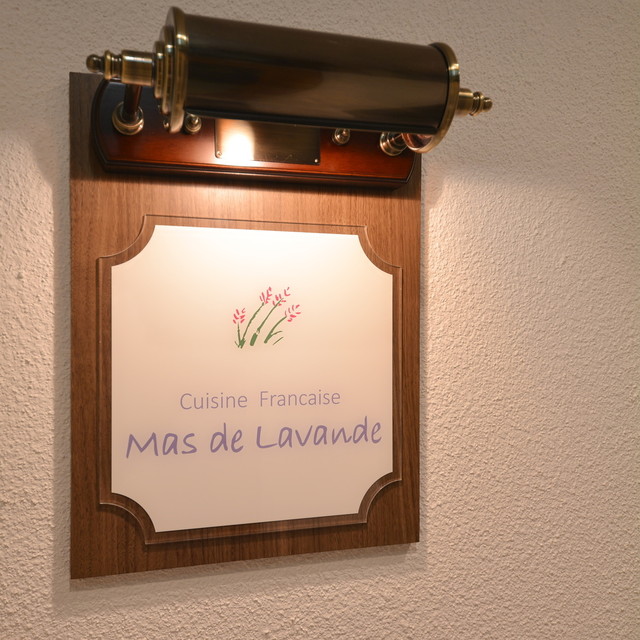 Cuisine Francaise
Mas de Lavande